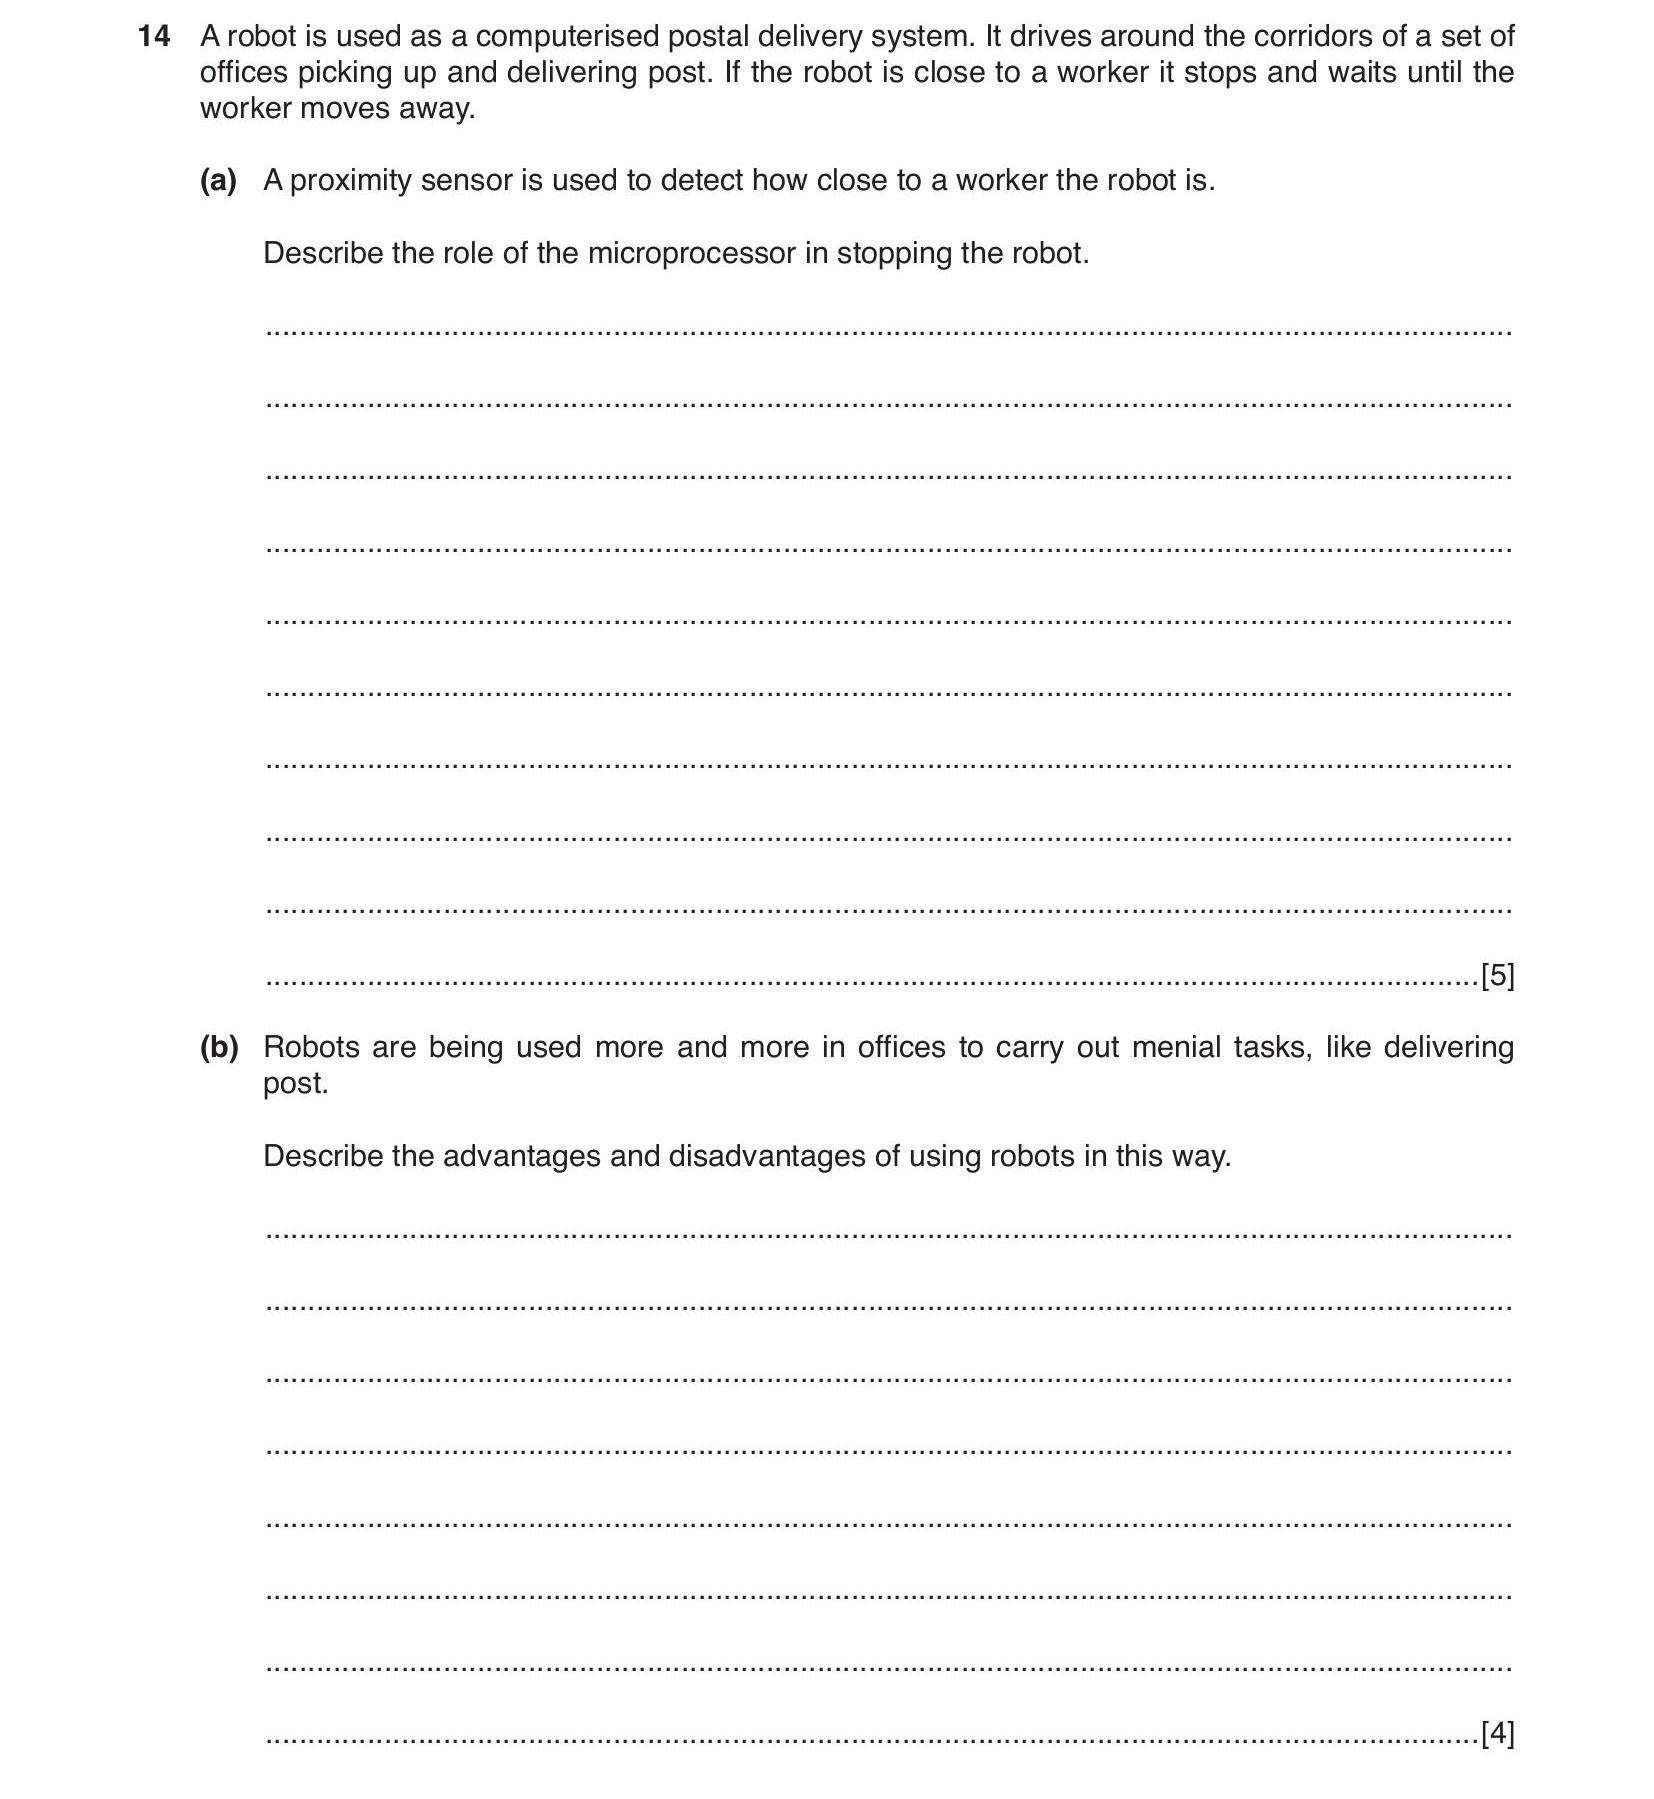 14 A robot is used as a computerised postal delivery system. It drives around the corridors of a set of
offices picking up and delivering post. If the robot is close to a worker it stops and waits until the
worker moves away.
(a) A proximity sensor is used to detect how close to a worker the robot is.
Describe the role of the microprocessor in stopping the robot.
[5]
(b) Robots are being used more and more in offices to carry out menial tasks, like delivering
post.
Describe the advantages and disadvantages of using robots in this way.
[4]